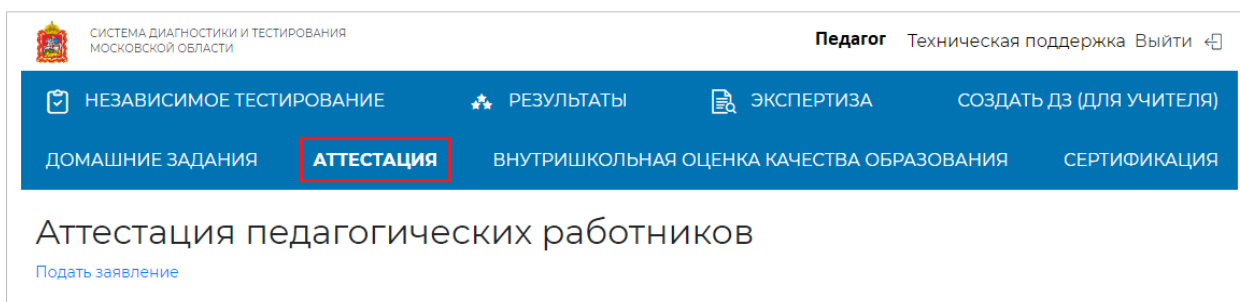 СИСТЕМА ДИАГНОСТИКИ И ТЕСТИРОВАНИЯ
МОСКОВСКОЙ ОБЛАСТИ
Педагог Техническая поддержка Выйти
НЕЗАВИСИМОЕ ТЕСТИРОВАНИЕ РЕЗУЛЬТАТЫ ЭКСПЕРТИЗА СОЗДАТЬ ДЗ (ДЛЯ УЧИТЕЛЯ)
ДОМАШНИЕ ЗАДАНИЯ АТТЕСТАЦИЯ ВНУТРИШКОЛЬНАЯ ОЦЕНКА КАЧЕСТВА ОБРАЗОВАНИЯ СЕРТИФИКАЦИЯ
Аттестация педагогических работников
Подать заявление